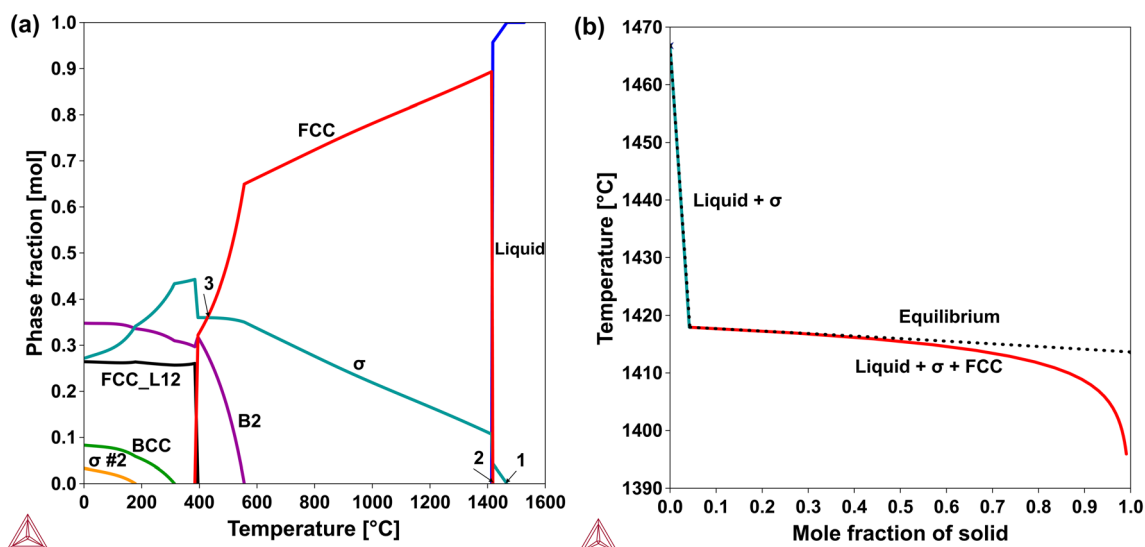 (a)
1.0
0.9
0.8
0.7
0.6
0.5
0.4
0.3
0.2
0.1
0.0
Phase fraction [mol]
FCC
Liquid
3
σ
FCC_L12
B2
BCC
σ #2
2
1
0 200 400 600 800 1000 1200 1400 1600
Temperature [°C]
(b)
1470
1460
1450
1440
1430
1420
1410
1400
1390
Temperature [°C]
Liquid + σ
Equilibrium
Liquid + σ + FCC
0.0 0.1 0.2 0.3 0.4 0.5 0.6 0.7 0.8 0.9 1.0
Mole fraction of solid